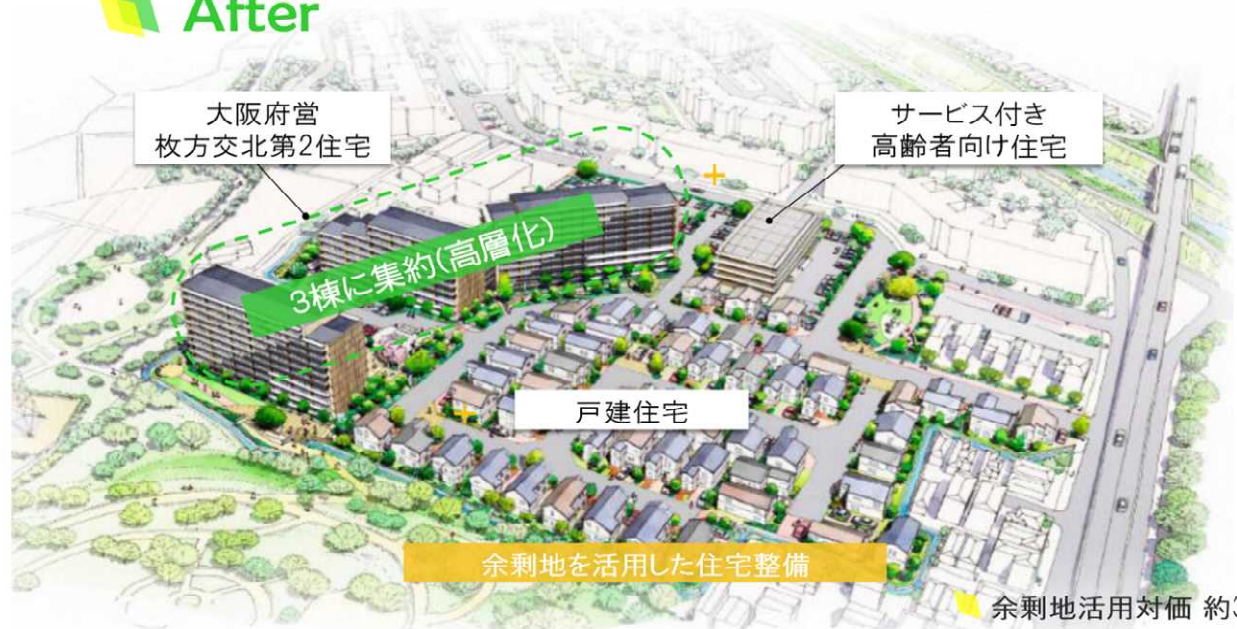 After
大阪府営
枚方交北第2住宅
サービス付き
高齢者向け住宅
3棟に集約(高層化)
戸建住宅
余剰地を活用した住宅整備
余剰地活用対価 約3